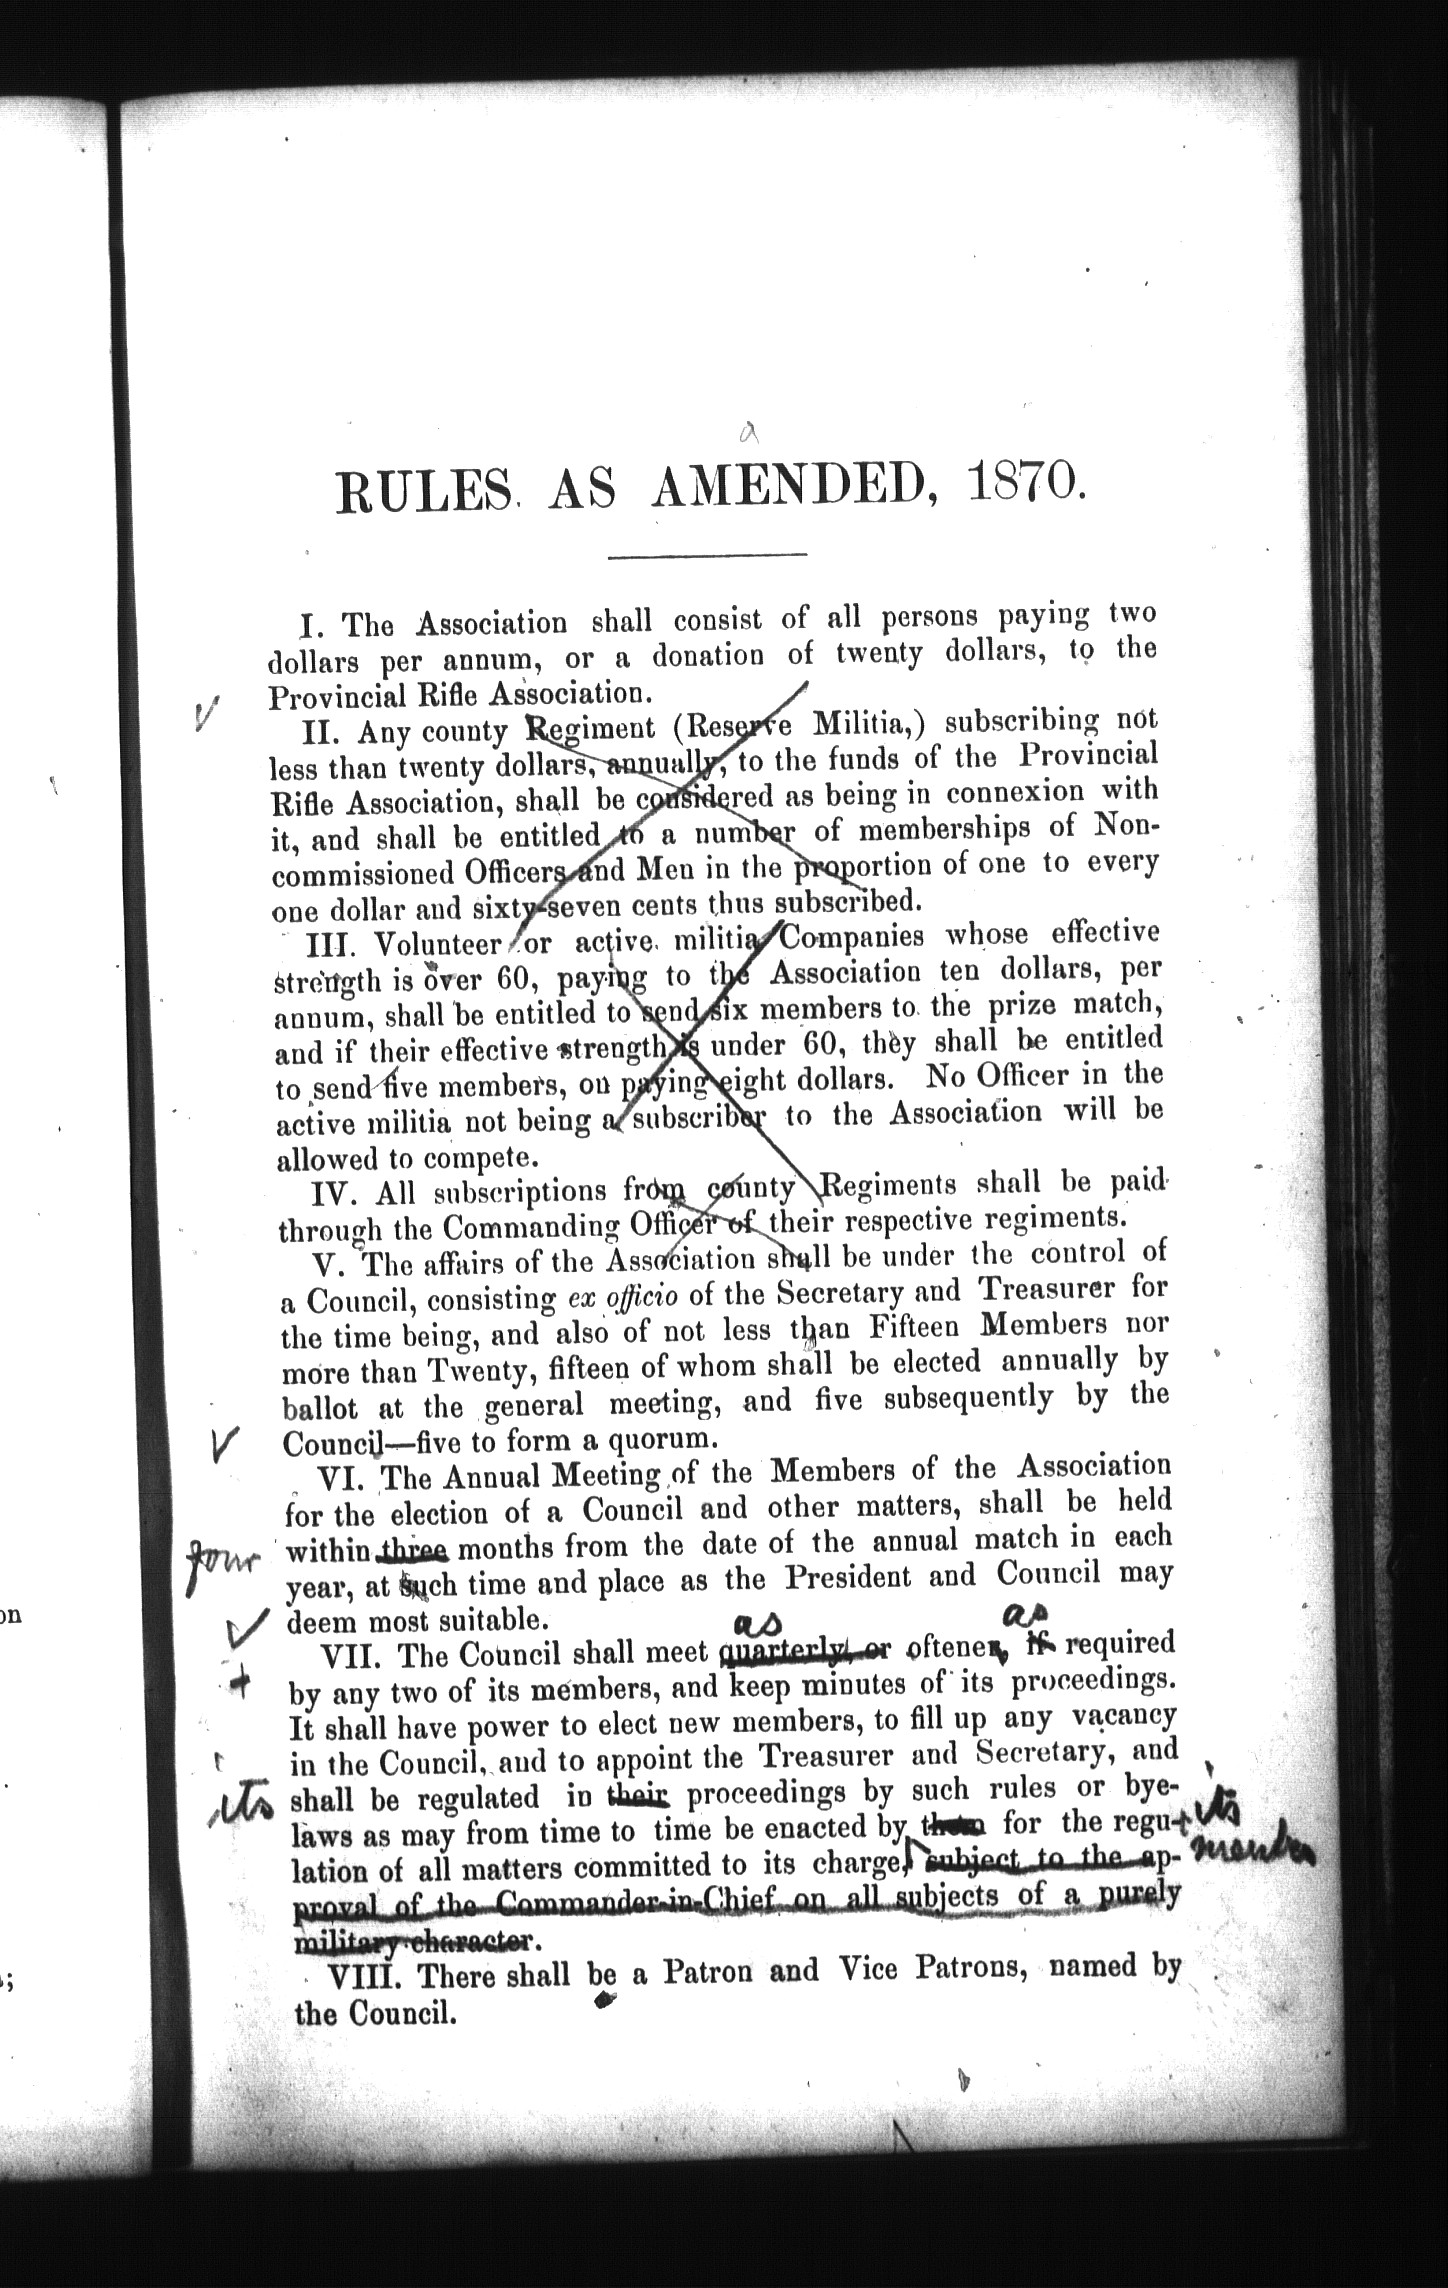 a
RULES. AS AMENDED, 1870.
I. The Association shall consist of all persons paying two
dollars per annum, or a donation of twenty dollars, to the
Provincial Rifle Association.
II. Any county Regiment (Reserve Militia,) subscribing not
less than twenty dollars, annually, to the funds of the Provincial
Rifle Association, shall be considered as being in connexion with
it, and shall be entitled to a number of memberships of Non-
commissioned Officers and Men in the proportion of one to every
one dollar and sixty-seven cents thus subscribed.
III. Volunteer or active militia Companies whose effective
strength is over 60, paying to the Association ten dollars, per
annum, shall be entitled to send six members to the prize match,
and if their effective strength is under 60, they shall be entitled
to send five members, on paying eight dollars. No Officer in the
active militia not being a subscriber to the Association will be
allowed to compete.
IV. All subscriptions from county Regiments shall be paid
through the Commanding Officer of their respective regiments.
V. The affairs of the Association shall be under the control of
a Council, consisting ex officio of the Secretary and Treasurer for
the time being, and also of not less than Fifteen Members nor
more than Twenty, fifteen of whom shall be elected annually by
ballot at the general meeting, and five subsequently by the
Council—five to form a quorum.
VI. The Annual Meeting of the Members of the Association
for the election of a Council and other matters, shall be held
four within three months from the date of the annual match in each
year, at such time and place as the President and Council may
deem most suitable.
as as
VII. The Council shall meet quarterly, or oftener, if required
by any two of its members, and keep minutes of its proceedings.
It shall have power to elect new members, to fill up any vacancy
in the Council, and to appoint the Treasurer and Secretary, and
its shall be regulated in their proceedings by such rules or bye-
laws as may from time to time be enacted by them for the regu- its
lation of all matters committed to its charge, subject to the ap- members
proval of the Commander-in-Chief on all subjects of a purely
military character.
VIII. There shall be a Patron and Vice Patrons, named by
the Council.
on
;